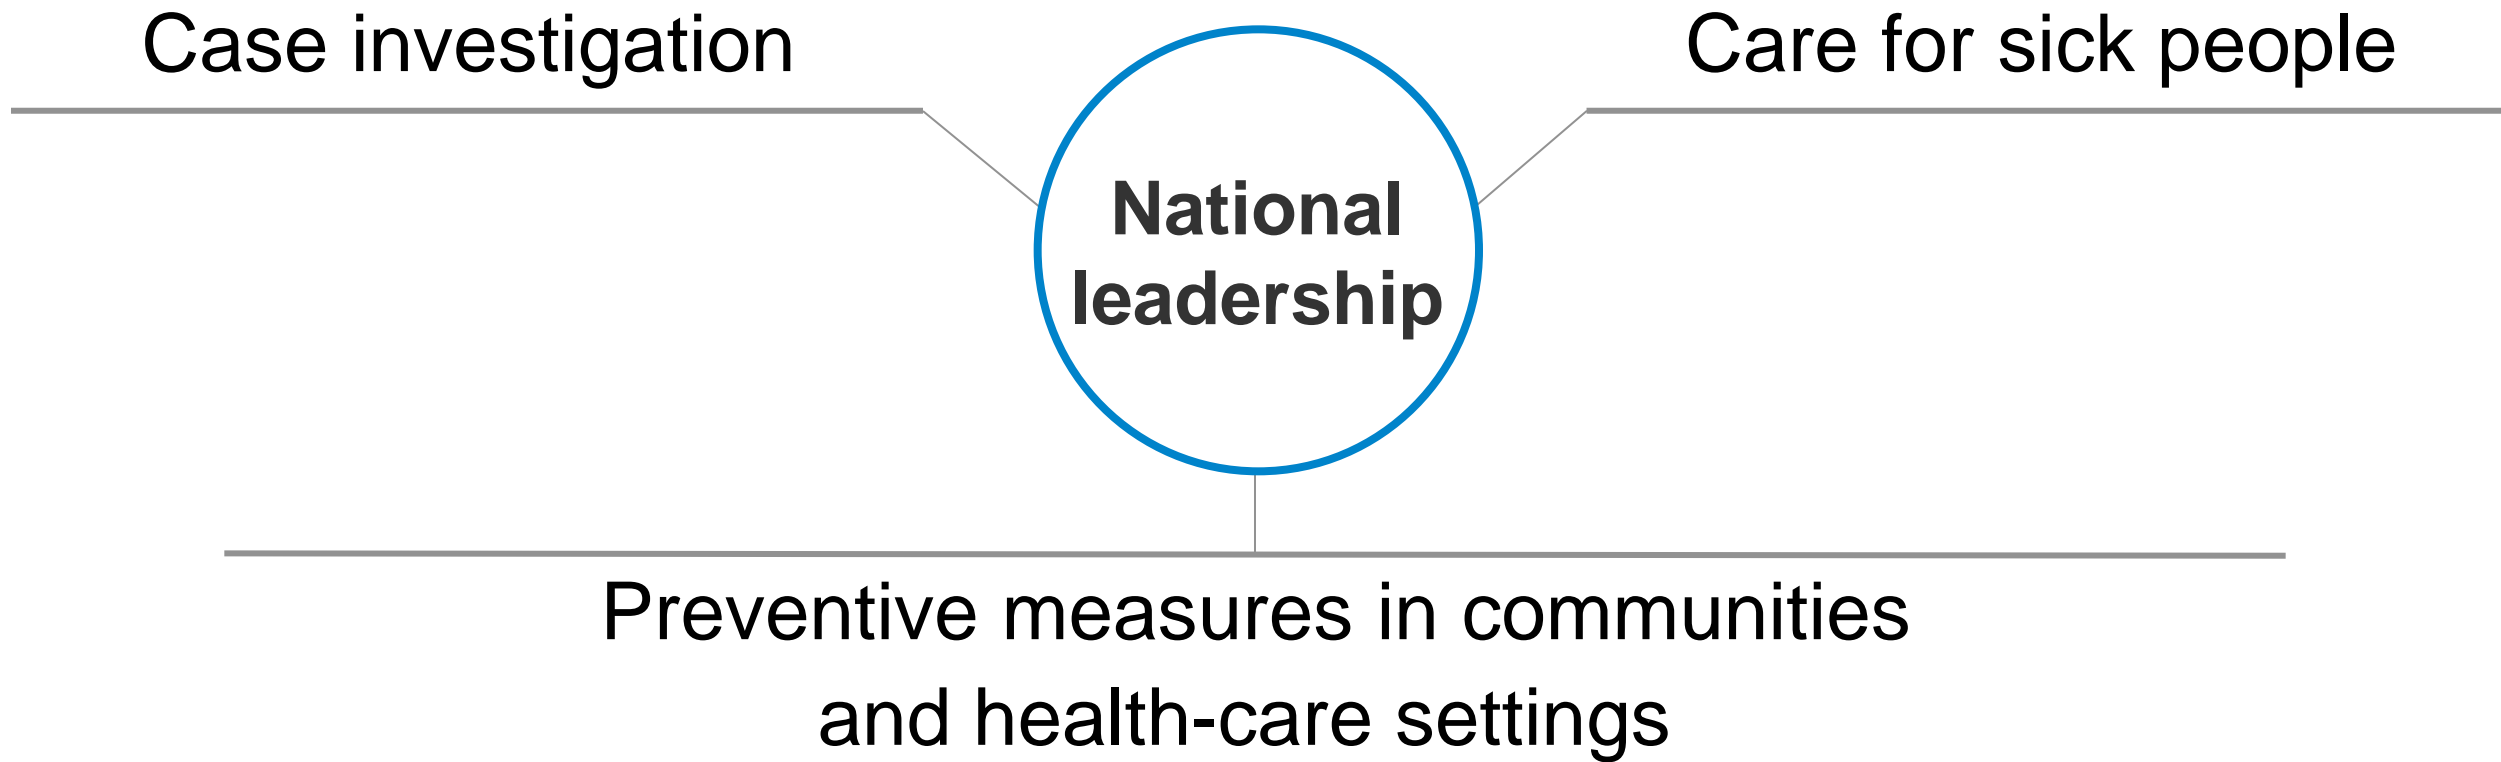 Case investigation
Care for sick people
National
leadership
Preventive measures in communities
and health-care settings